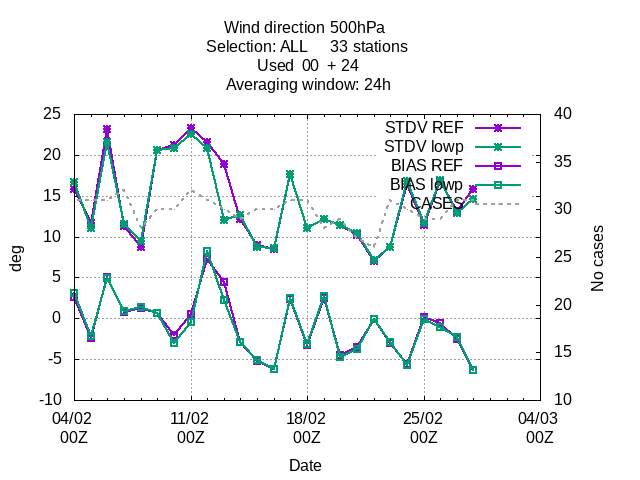 Wind direction 500hPa
Selection: ALL 33 stations
Used 00 + 24
Averaging window: 24h
25
20
15
10
5
0
-5
-10
deg
40
35
30
25
20
15
10
No cases
STDV REF
STDV lowp
BIAS REF
BIAS lowp
CASES
04/02 11/02 18/02 25/02 04/03
00Z 00Z 00Z 00Z 00Z
Date